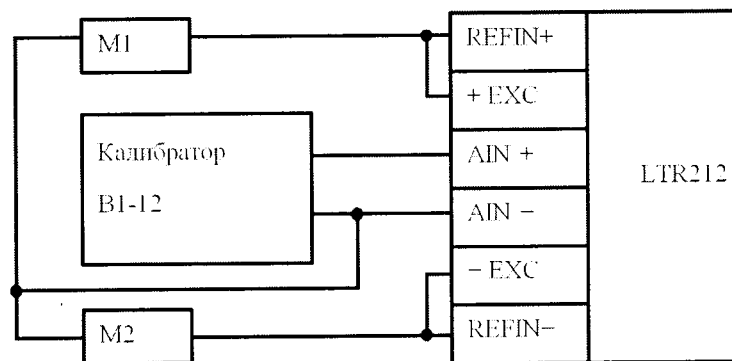 M1
REFIN+
+ EXC
Калибратор
В1-12
AIN +
AIN −
LTR212
− EXC
M2
REFIN−